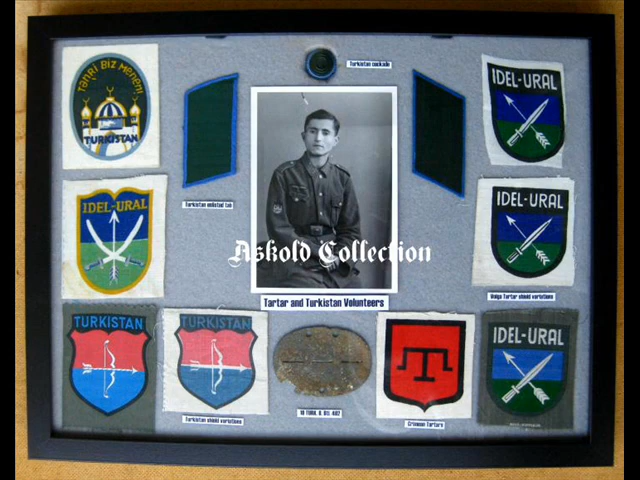 Turkistan cockade
Tәᶇri Biz Menen!
TURKISTAN
IDEL-URAL
Turkistan enlisted tab
IDEL-URAL
IDEL-URAL
Askold Collection
Tartar and Turkistan Volunteers
Volga Tartar shield variations
TURKISTAN
TURKISTAN
IDEL-URAL
Turkistan shield variations
Crimean Tartars